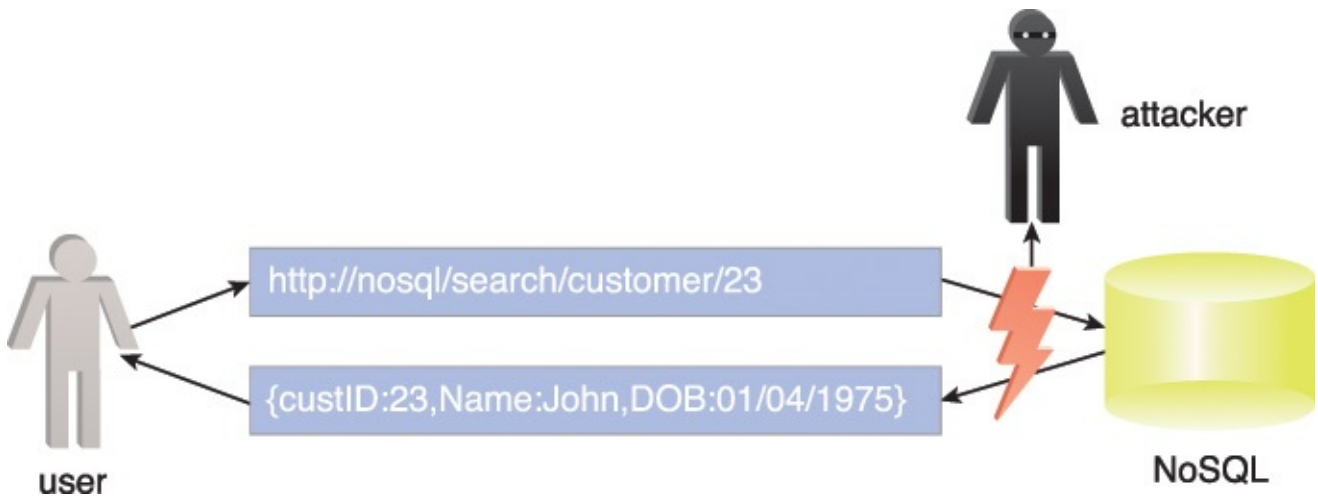 attacker
http://nosql/search/customer/23
{custID:23,Name:John,DOB:01/04/1975}
user
NoSQL